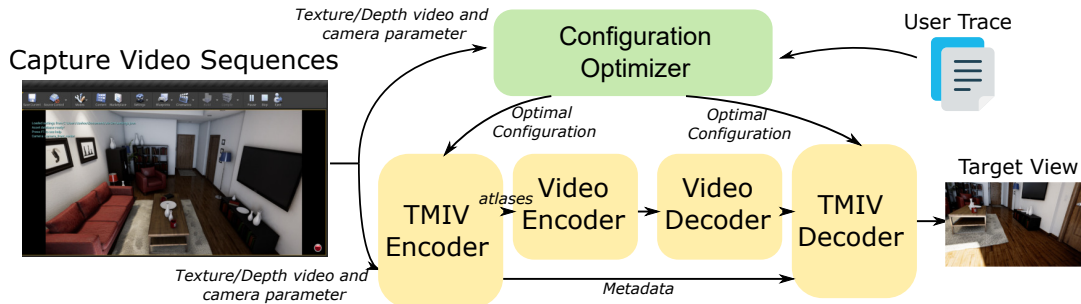 Texture/Depth video and
camera parameter
Configuration
Optimizer
User Trace
Capture Video Sequences
Optimal
Configuration
Optimal
Configuration
TMIV
Encoder
atlases
Video
Encoder
Video
Decoder
TMIV
Decoder
Target View
Texture/Depth video and
camera parameter
Metadata